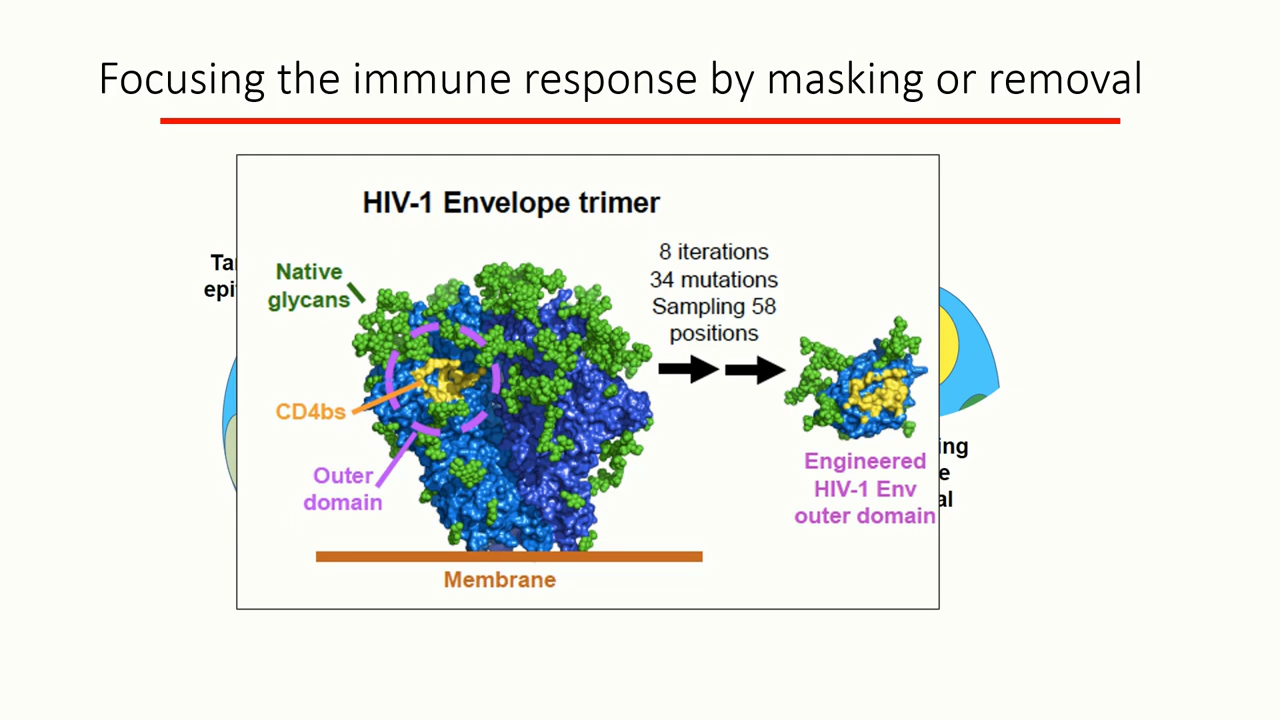 Focusing the immune response by masking or removal
HIV-1 Envelope trimer
8 iterations
34 mutations
Sampling 58
positions
Native
glycans
CD4bs
Outer
domain
Membrane
Engineered
HIV-1 Env
outer domain